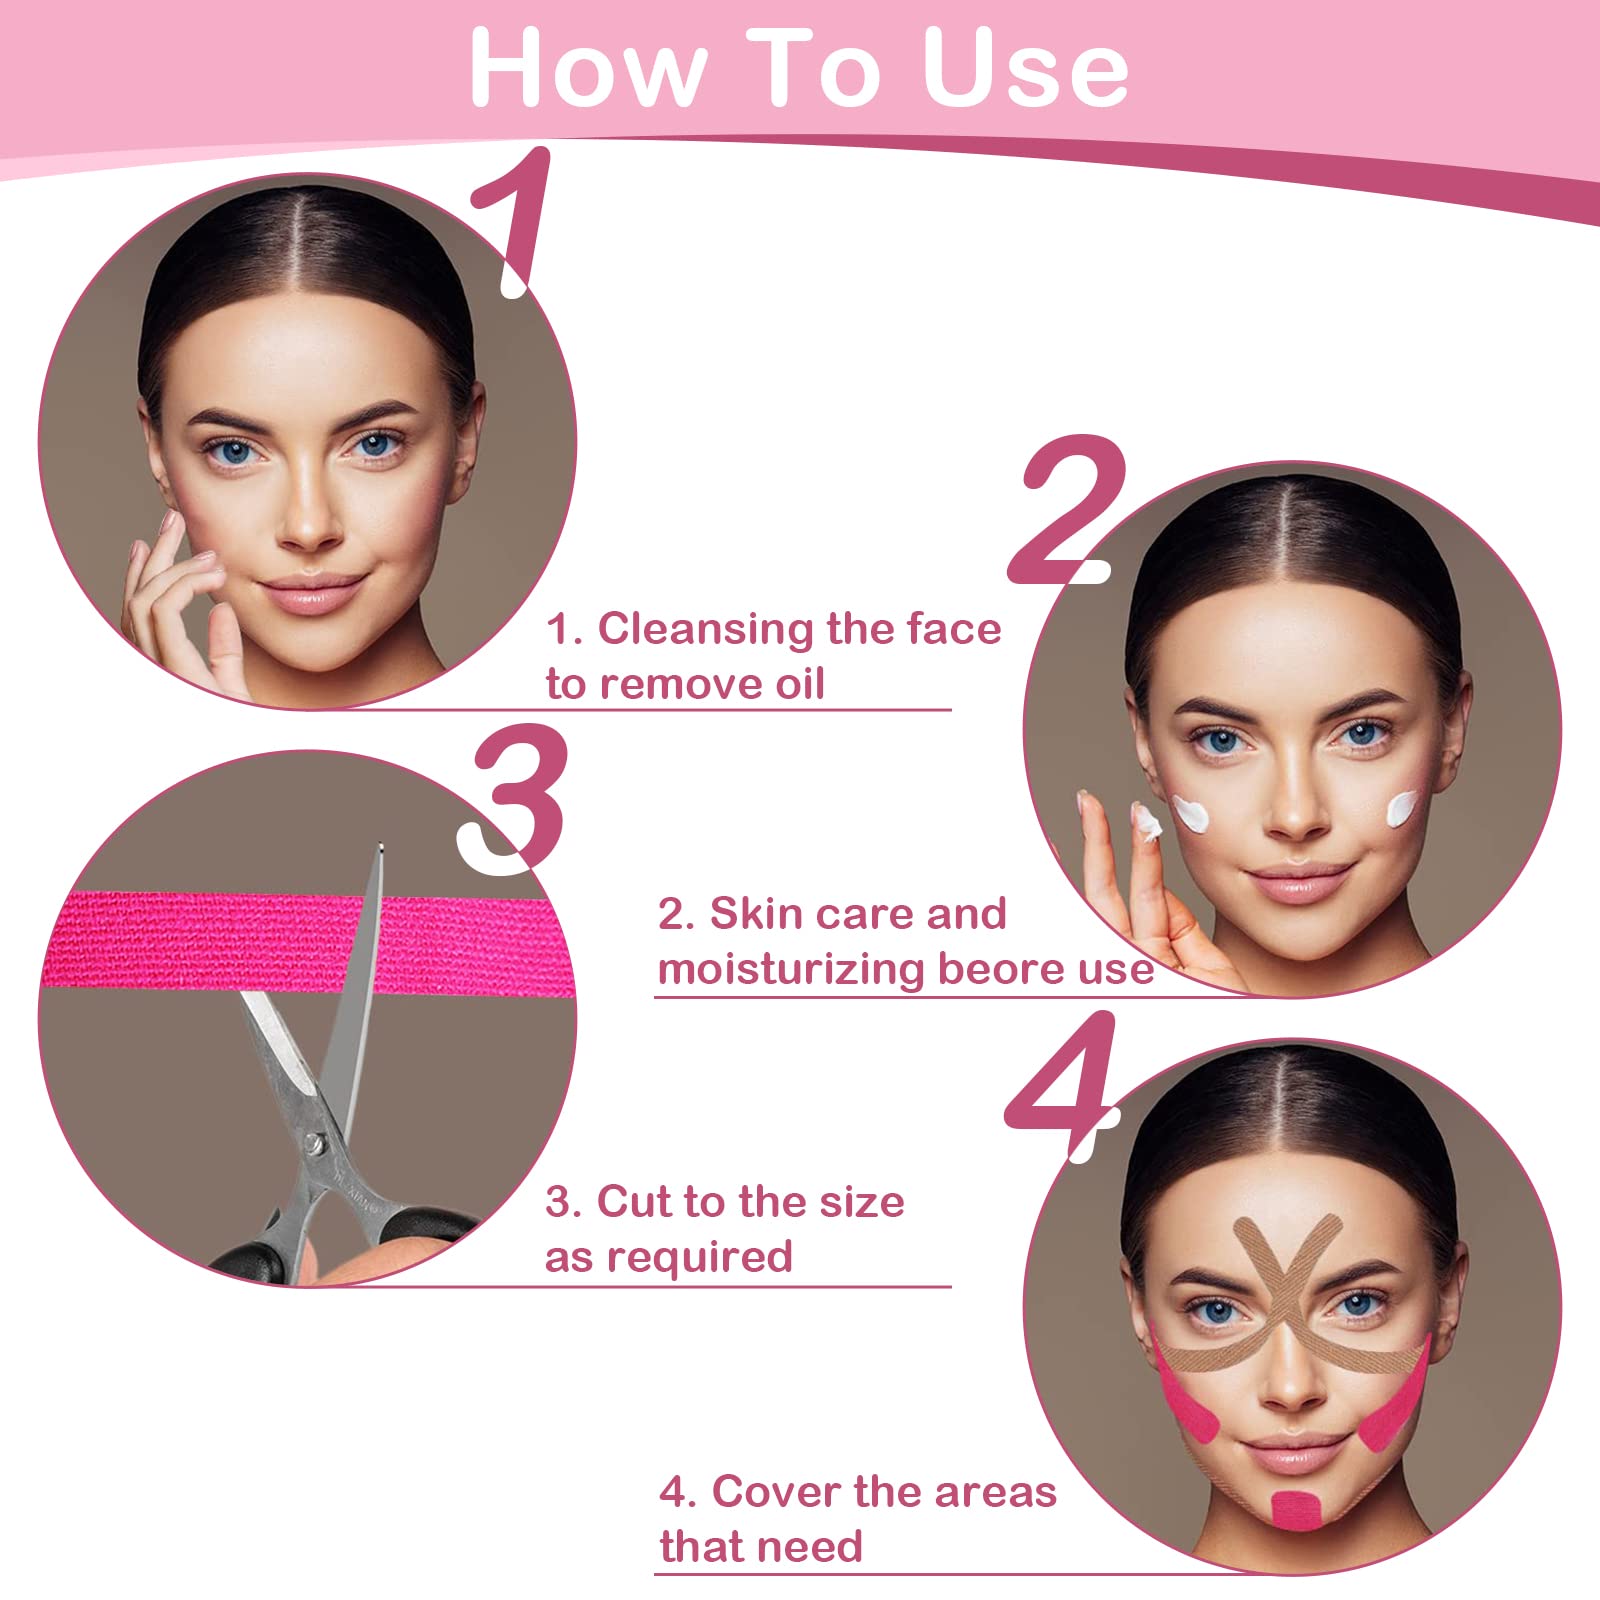 How To Use
1
1. Cleansing the face
to remove oil
2
2. Skin care and
moisturizing beore use
3
3. Cut to the size
as required
4
4. Cover the areas
that need